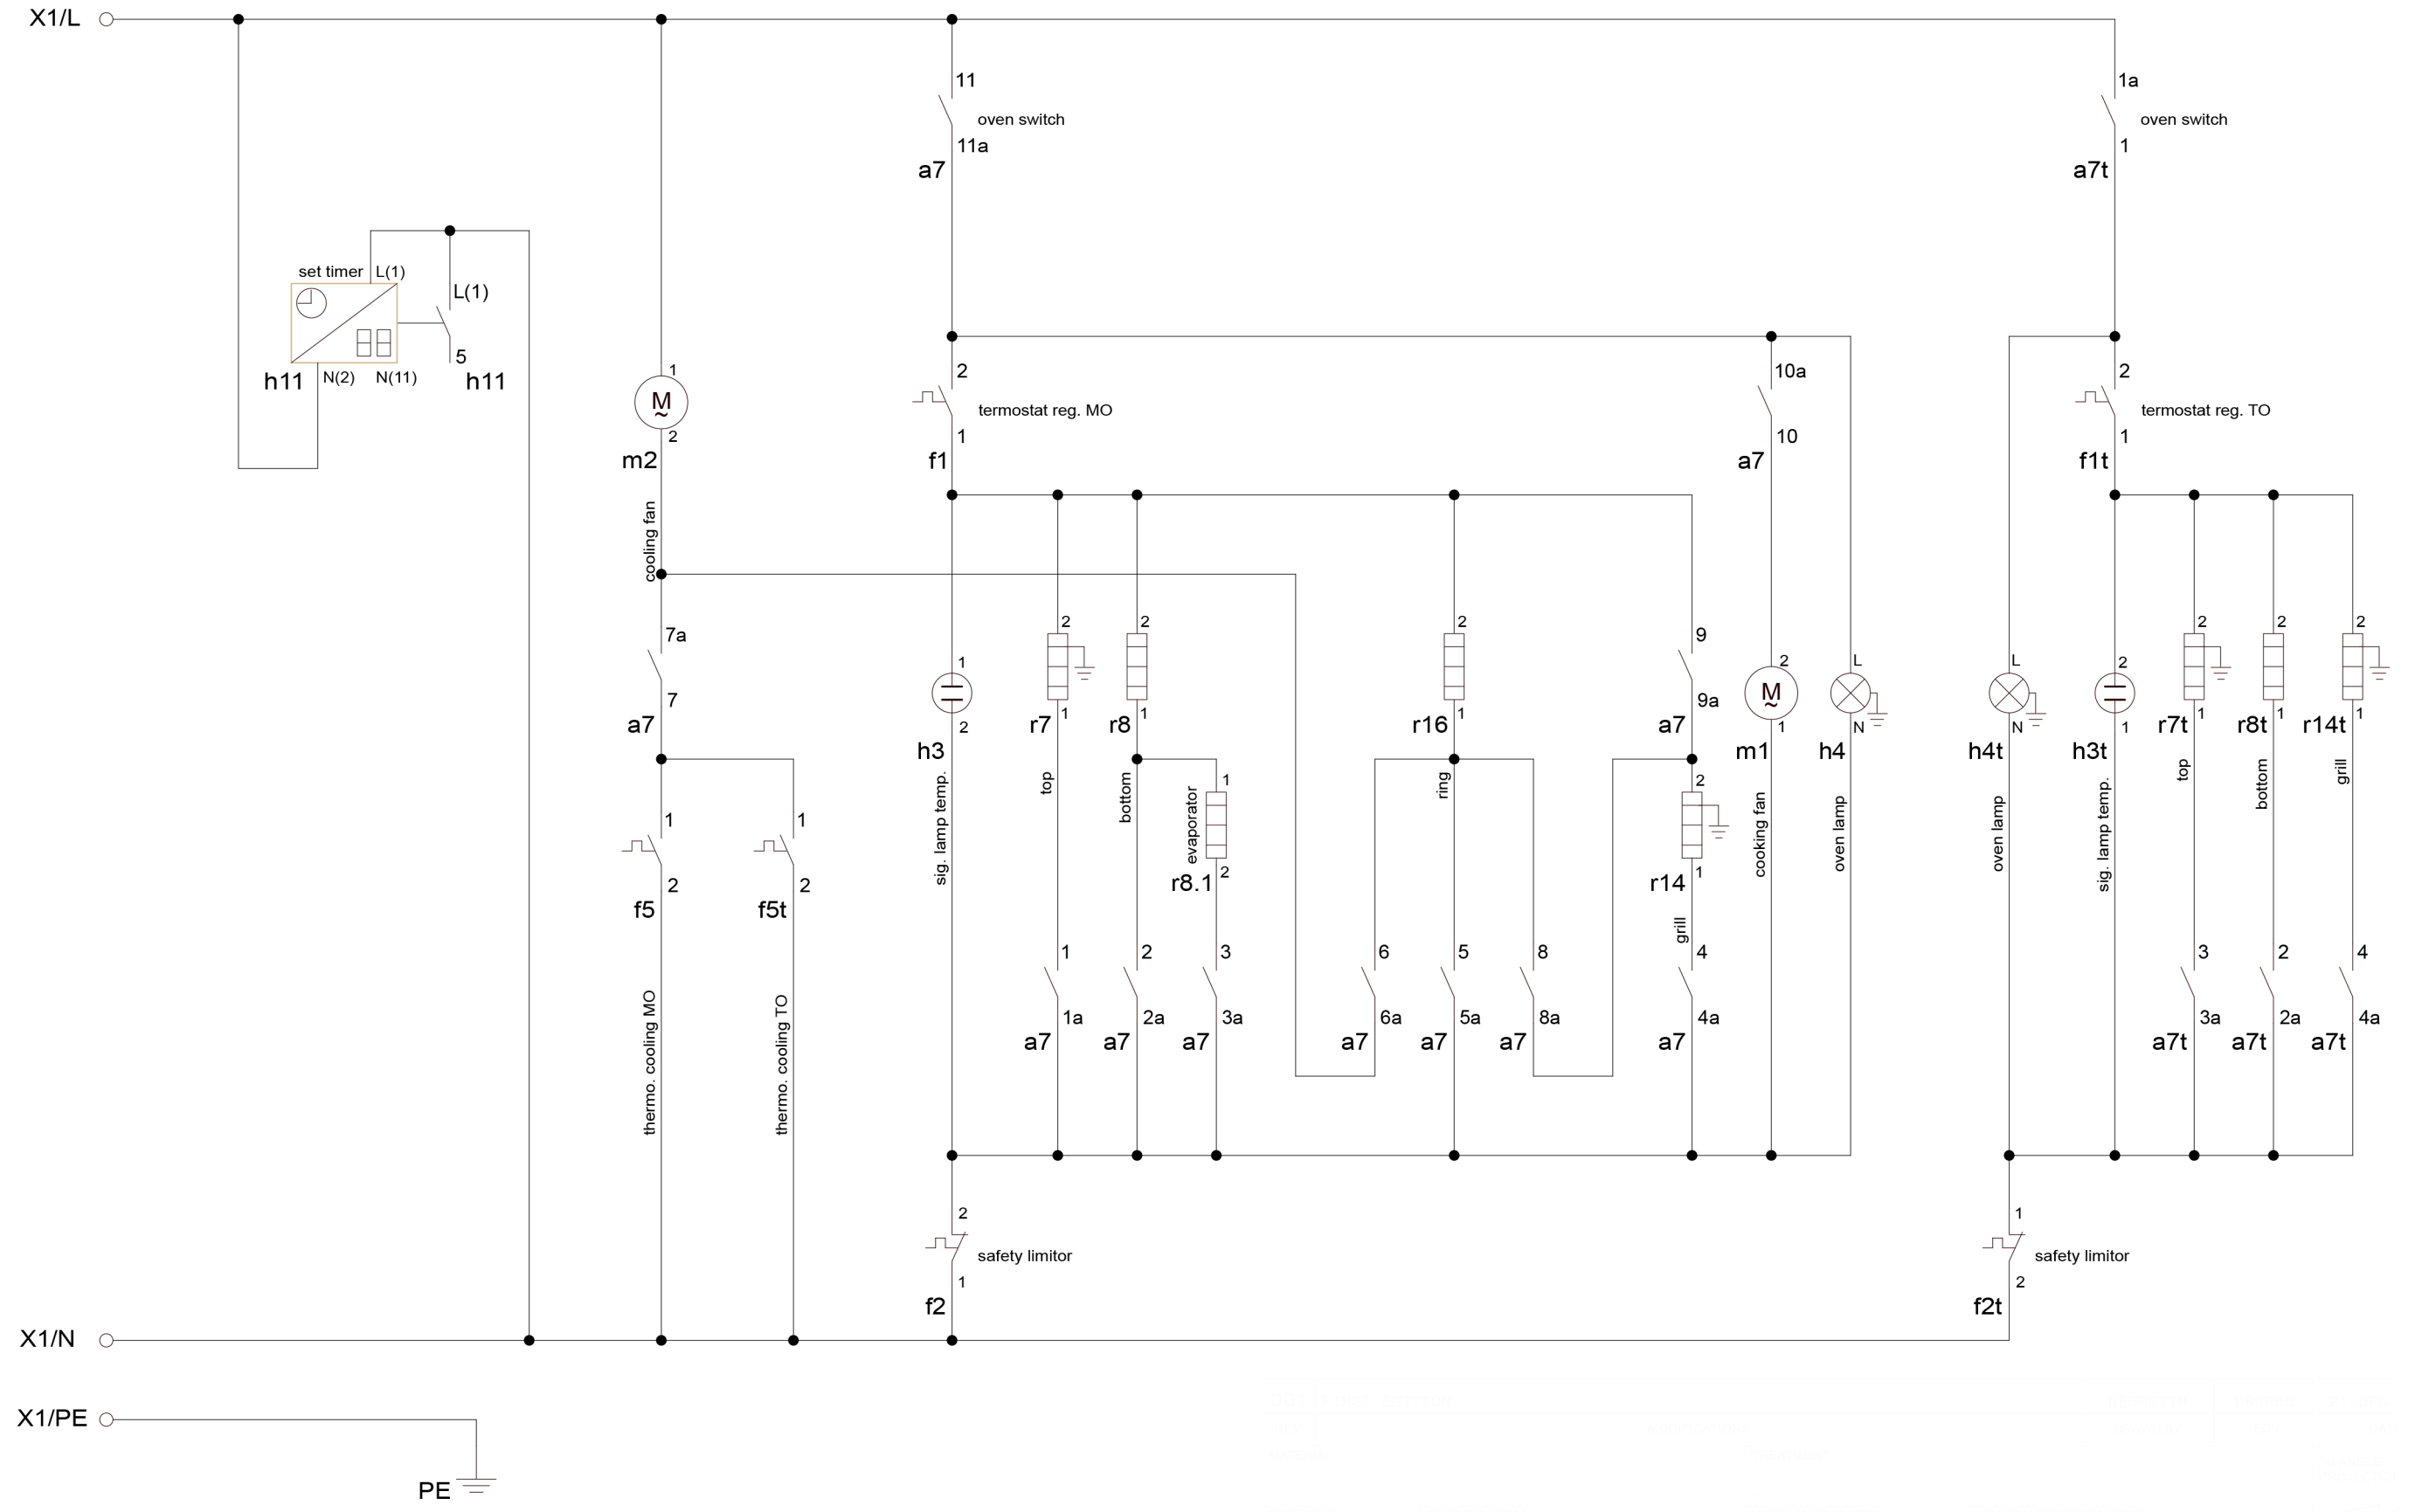 X1/L
11
oven switch
11a
a7
1a
oven switch
1
a7t
set timer
L(1)
L(1)
5
h11
N(2)
N(11)
h11
1
M
~
2
m2
cooling fan
2
termostat reg. MO
1
f1
10a
10
a7
2
termostat reg. TO
1
f1t
7a
7
a7
1
2
h3
sig. lamp temp.
2
1
r7
top
2
1
r8
bottom
1
evaporator
2
r8.1
2
1
r16
ring
9
9a
a7
2
1
r14
grill
2
M
~
1
m1
cooking fan
L
N
h4
oven lamp
L
N
h4t
oven lamp
2
1
h3t
sig. lamp temp.
2
1
r7t
top
2
1
r8t
bottom
2
1
r14t
grill
1
2
f5
thermo. cooling MO
1
2
f5t
thermo. cooling TO
1
1a
a7
2
2a
a7
3
3a
a7
6
6a
a7
5
5a
a7
8
8a
a7
4
4a
a7
3
3a
a7t
2
2a
a7t
4
4a
a7t
2
safety limitor
1
f2
1
safety limitor
2
f2t
X1/N
X1/PE
PE